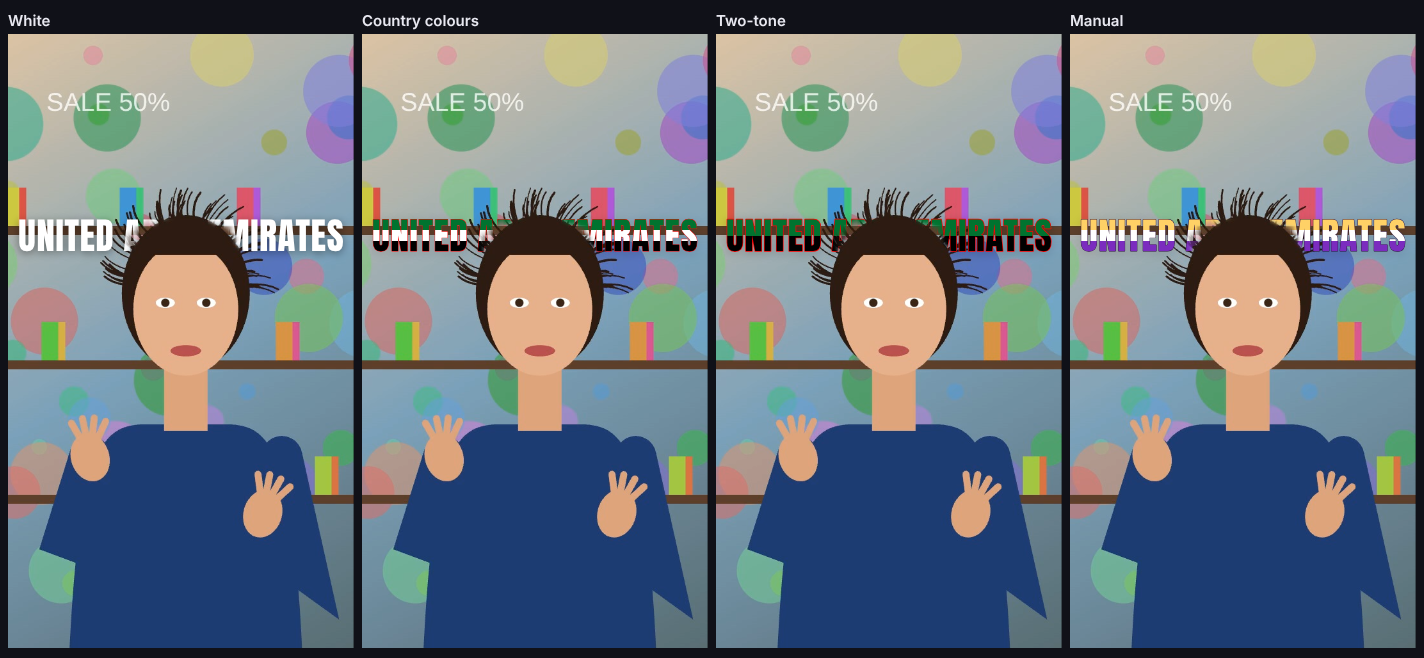 White
Country colours
Two-tone
Manual
SALE 50%
SALE 50%
SALE 50%
SALE 50%
UNITED A MIRATES
UNITED A MIRATES
UNITED A MIRATES
UNITED A MIRATES